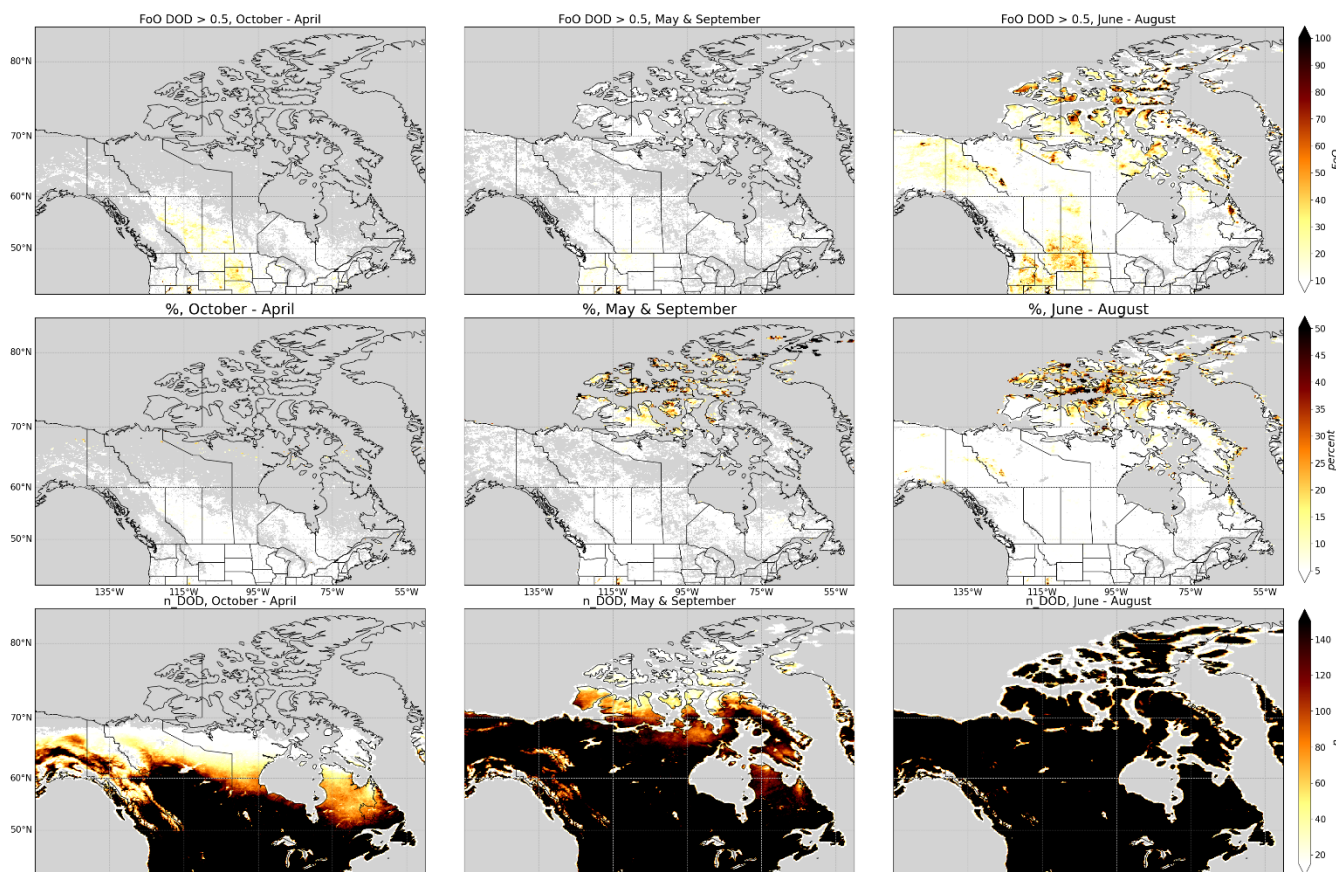 FoO DOD > 0.5, October - April
FoO DOD > 0.5, May & September
FoO DOD > 0.5, June - August
80°N
70°N
60°N
50°N
100
90
80
70
60
50
40
30
20
10
FoO
%, October - April
%, May & September
%, June - August
80°N
70°N
60°N
50°N
50
45
40
35
30
25
20
15
10
5
percent
115°W 95°W 75°W 55°W
135°W 115°W 95°W 75°W
135°W 115°W 95°W 75°W 55°W
n_DOD, October - April
n_DOD, May & September
n_DOD, June - August
80°N
70°N
60°N
50°N
140
120
100
80
60
40
20